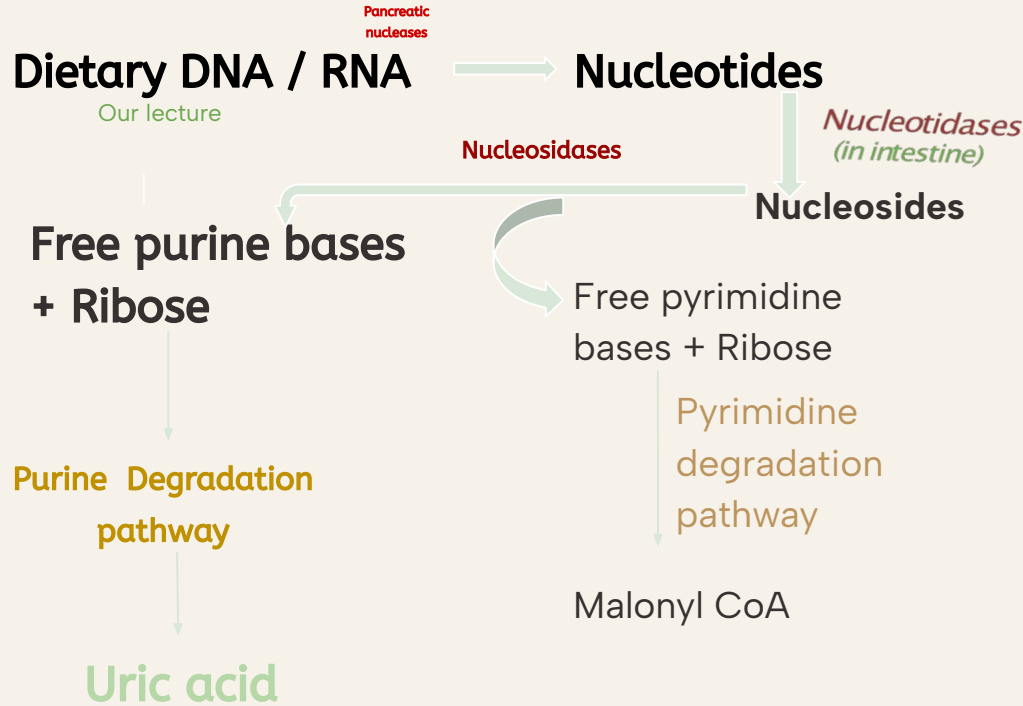 Pancreatic
nucleases
Dietary DNA / RNA
Nucleotides
Our lecture
Nucleotidases
(in intestine)
Nucleosidases
Nucleosides
Free purine bases
+ Ribose
Free pyrimidine
bases + Ribose
Pyrimidine
degradation
pathway
Purine Degradation
pathway
Malonyl CoA
Uric acid